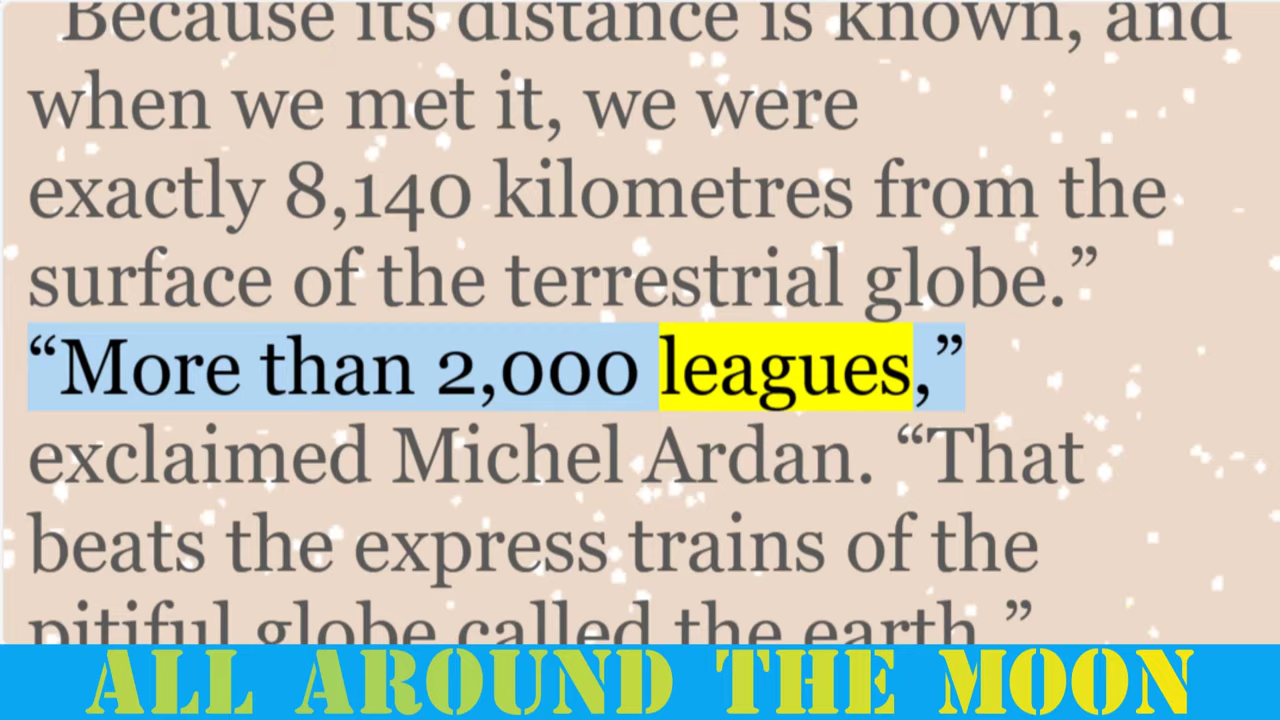 Because its distance is known, and
when we met it, we were
exactly 8,140 kilometres from the
surface of the terrestrial globe.”
“More than 2,000 leagues,”
exclaimed Michel Ardan. “That
beats the express trains of the
pitiful globe called the earth.”
ALL AROUND THE MOON